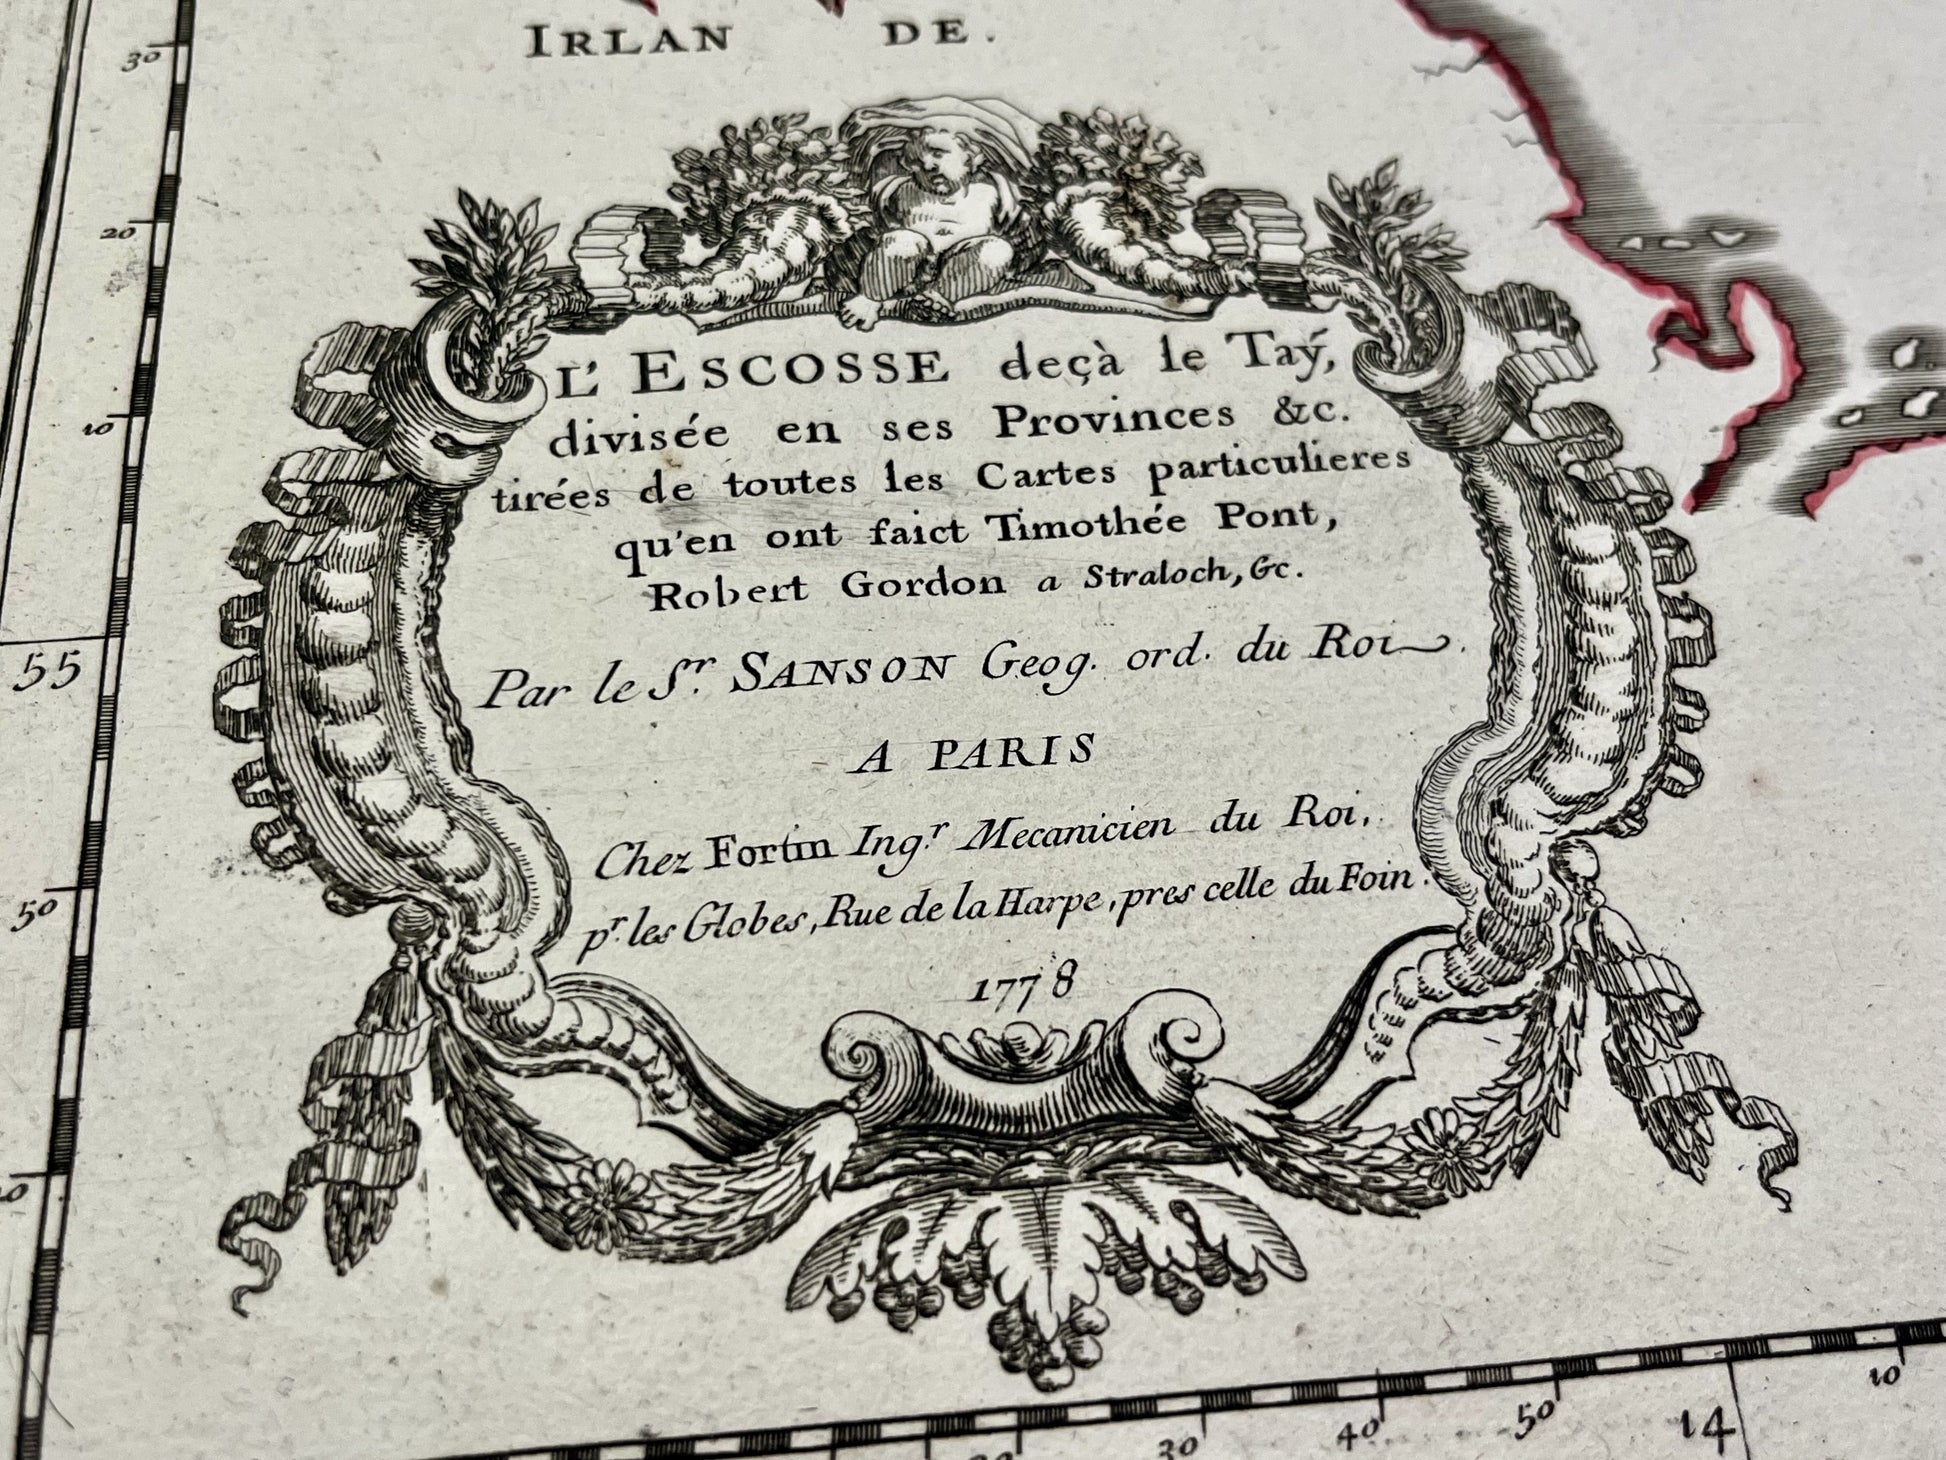 IRLAN DE.
30
20
10
55
50
L' ESCOSSE deçà le Taÿ,
divisée en ses Provinces &c.
tirées de toutes les Cartes particulieres
qu'en ont faict Timothée Pont,
Robert Gordon a Straloch, &c.
Par le Sr. SANSON Geog. ord. du Roi.
A PARIS
Chez Fortin Ingr. Mecanicien du Roi,
pr. les Globes, Rue de la Harpe, pres celle du Foin.
1778
30 40 50 14 10